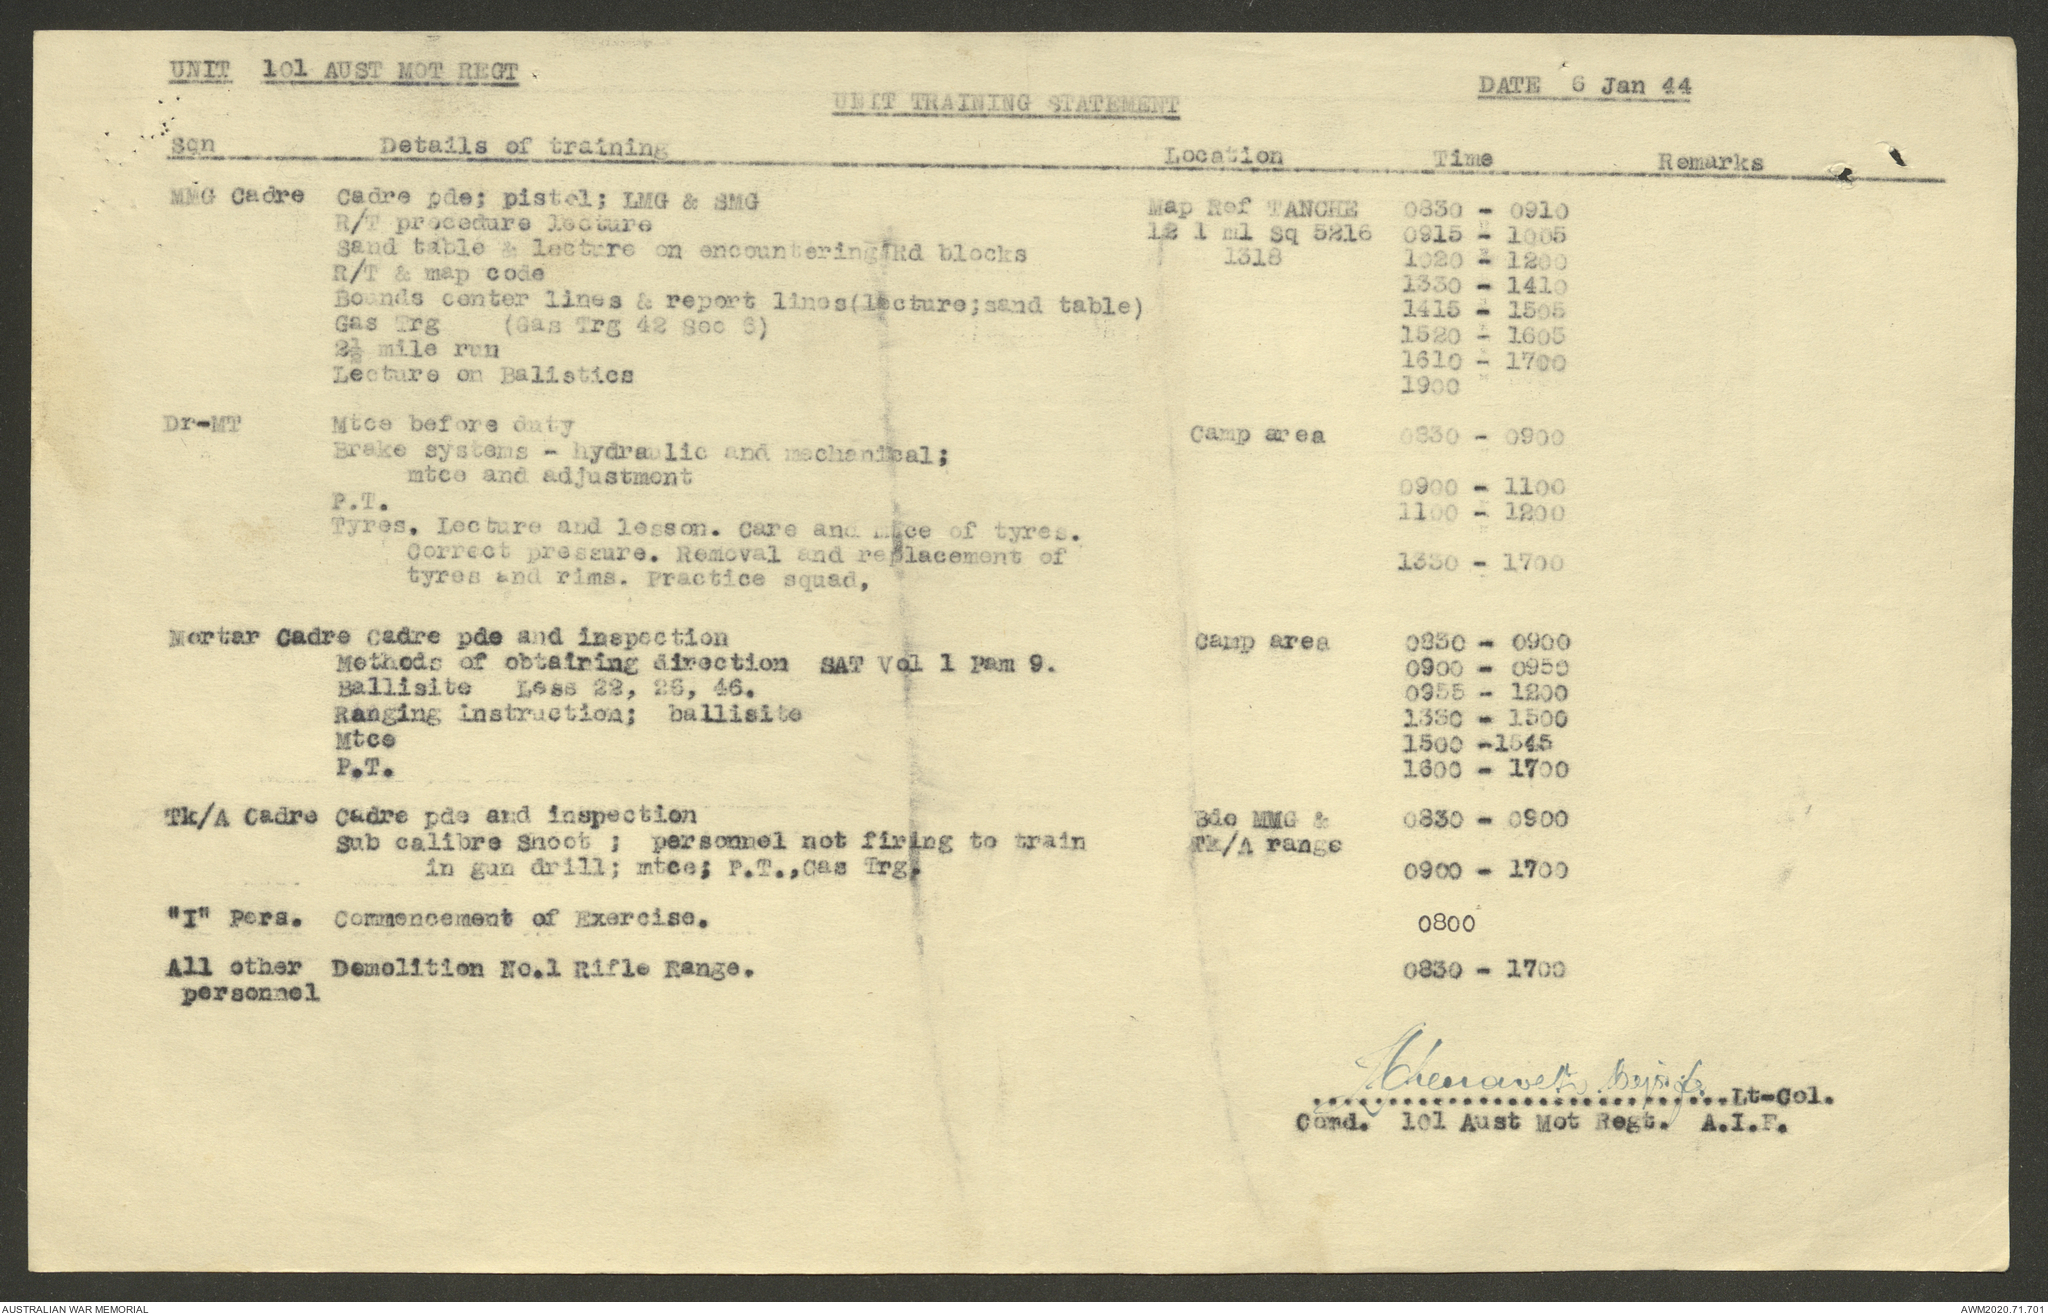 UNIT 101 AUST MOT REGT
DATE 6 Jan 44
UNIT TRAINING STATEMENT
Sqn Details of training Location Time Remarks
MMG Cadre Cadre pde; pistol; LMG & SMG Map Ref TANCHE 0830 - 0910
R/T procedure lecture 12 1 ml Sq 5216 0915 - 1005
Sand table & lecture on encountering Rd blocks 1318 1020 - 1200
R/T & map code 1330 - 1410
Bounds center lines & report lines(lecture;sand table) 1415 - 1505
Gas Trg (Gas Trg 42 Sec 6) 1520 - 1605
2½ mile run 1610 - 1700
Lecture on Balistics 1900
Dr-MT Mtce before duty Camp area 0830 - 0900
Brake systems - hydraulic and mechanical;
mtce and adjustment 0900 - 1100
P.T. 1100 - 1200
Tyres. Lecture and lesson. Care and mtce of tyres.
Correct pressure. Removal and replacement of 1330 - 1700
tyres and rims. Practice squad.
Mortar Cadre Cadre pde and inspection Camp area 0830 - 0900
Methods of obtaining direction SAT Vol 1 Pam 9. 0900 - 0950
Ballisite Less 22, 26, 46. 0955 - 1200
Ranging instruction; ballisite 1330 - 1500
Mtce 1500 -1545
P.T. 1600 - 1700
Tk/A Cadre Cadre pde and inspection Bde MMG & 0830 - 0900
Sub calibre Shoot ; personnel not firing to train Tk/A range
in gun drill; mtce; P.T.,Gas Trg. 0900 - 1700
"I" Pers. Commencement of Exercise. 0800
All other Demolition No.1 Rifle Range. 0830 - 1700
personnel
..............................Lt-Col.
Comd. 101 Aust Mot Regt. A.I.F.
AUSTRALIAN WAR MEMORIAL
AWM2020.71.701